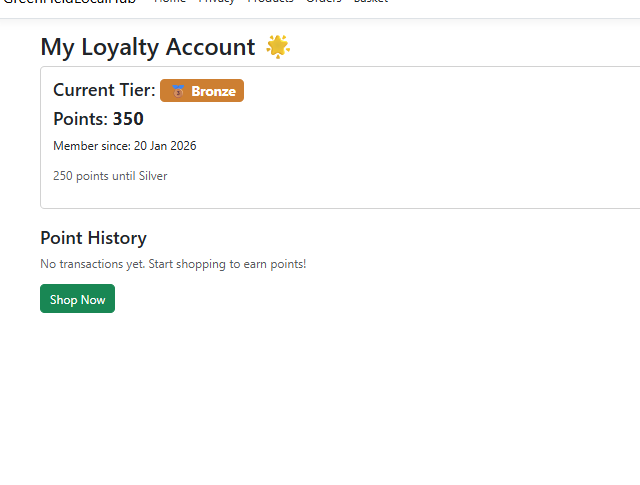 GreenFieldLocalHub Home Privacy Products Orders Basket
My Loyalty Account
Current Tier: Bronze
Points: 350
Member since: 20 Jan 2026
250 points until Silver
Point History
No transactions yet. Start shopping to earn points!
Shop Now